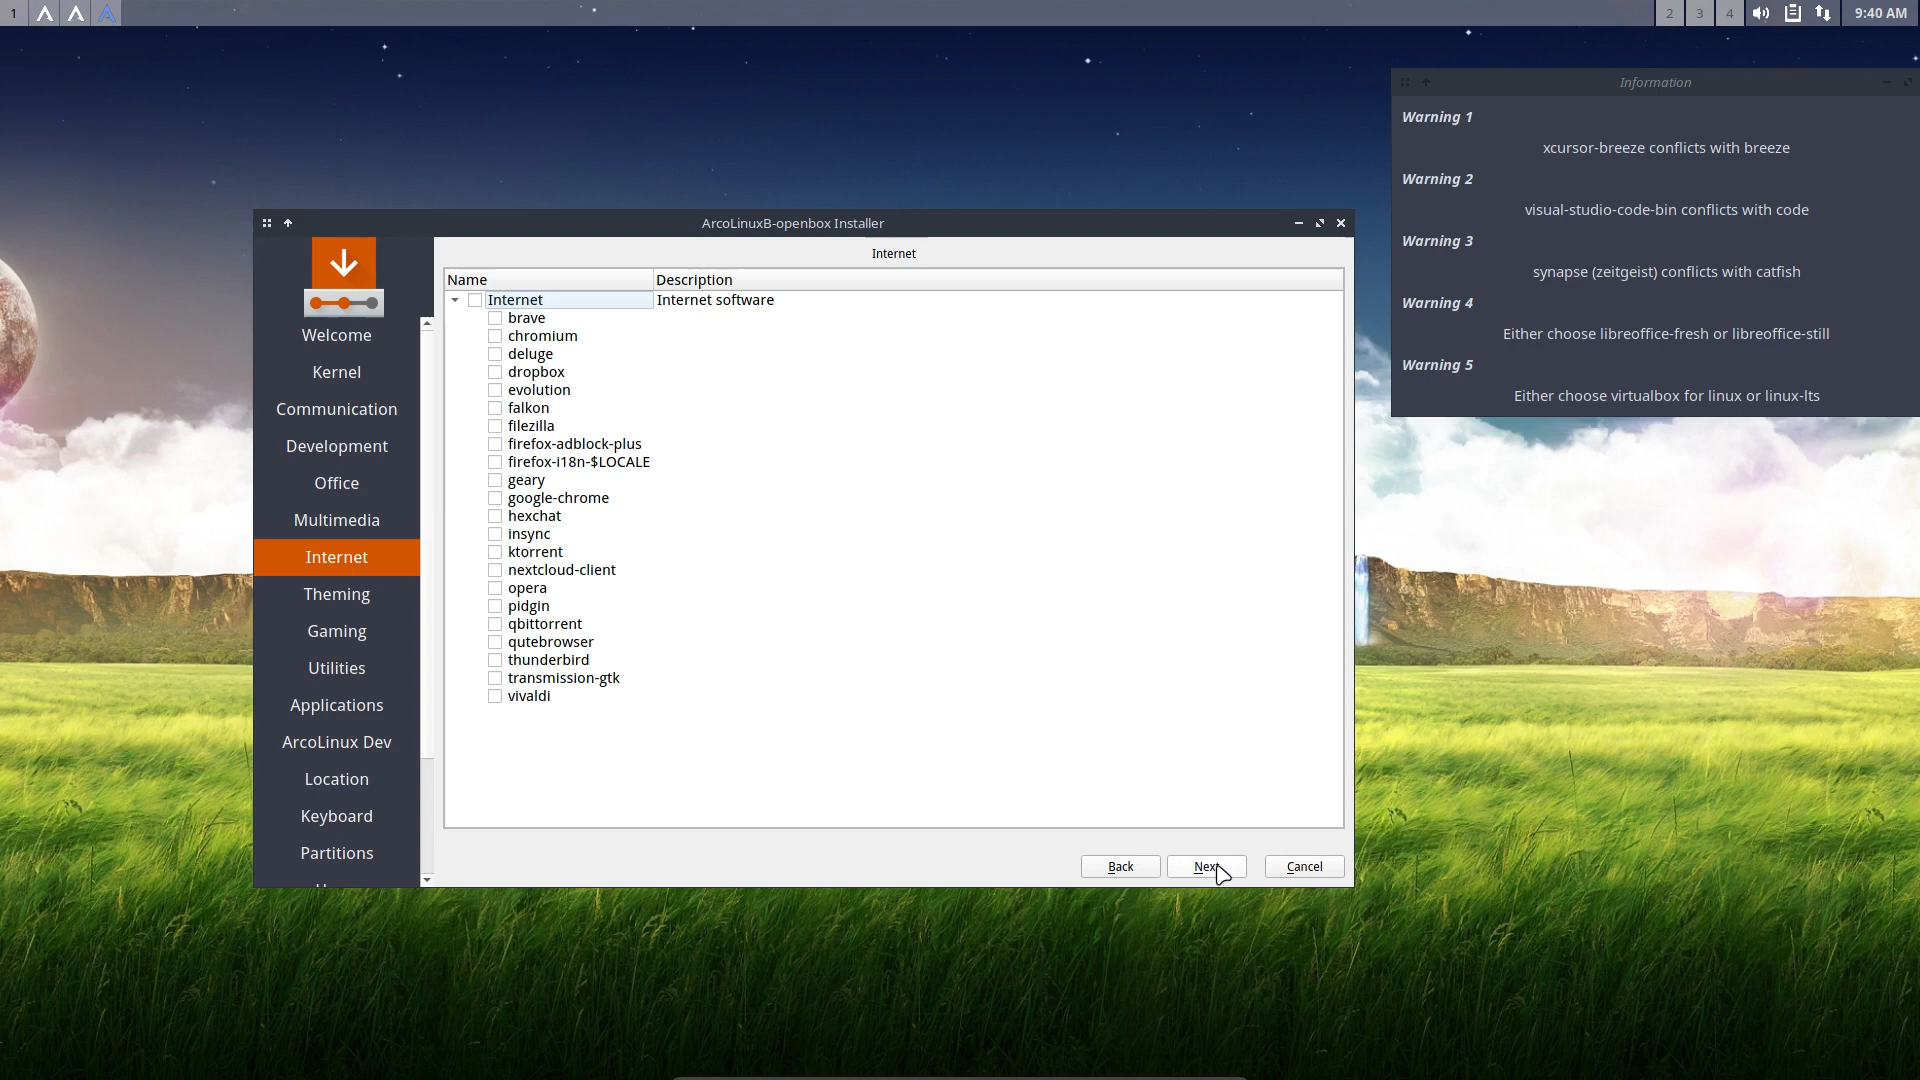 1
2 3 4 9:40 AM
Information
Warning 1
xcursor-breeze conflicts with breeze
Warning 2
visual-studio-code-bin conflicts with code
Warning 3
synapse (zeitgeist) conflicts with catfish
Warning 4
Either choose libreoffice-fresh or libreoffice-still
Warning 5
Either choose virtualbox for linux or linux-lts
ArcoLinuxB-openbox Installer
Welcome
Kernel
Communication
Development
Office
Multimedia
Internet
Theming
Gaming
Utilities
Applications
ArcoLinux Dev
Location
Keyboard
Partitions
Internet
Name Description
Internet Internet software
brave
chromium
deluge
dropbox
evolution
falkon
filezilla
firefox-adblock-plus
firefox-i18n-$LOCALE
geary
google-chrome
hexchat
insync
ktorrent
nextcloud-client
opera
pidgin
qbittorrent
qutebrowser
thunderbird
transmission-gtk
vivaldi
Back Next Cancel